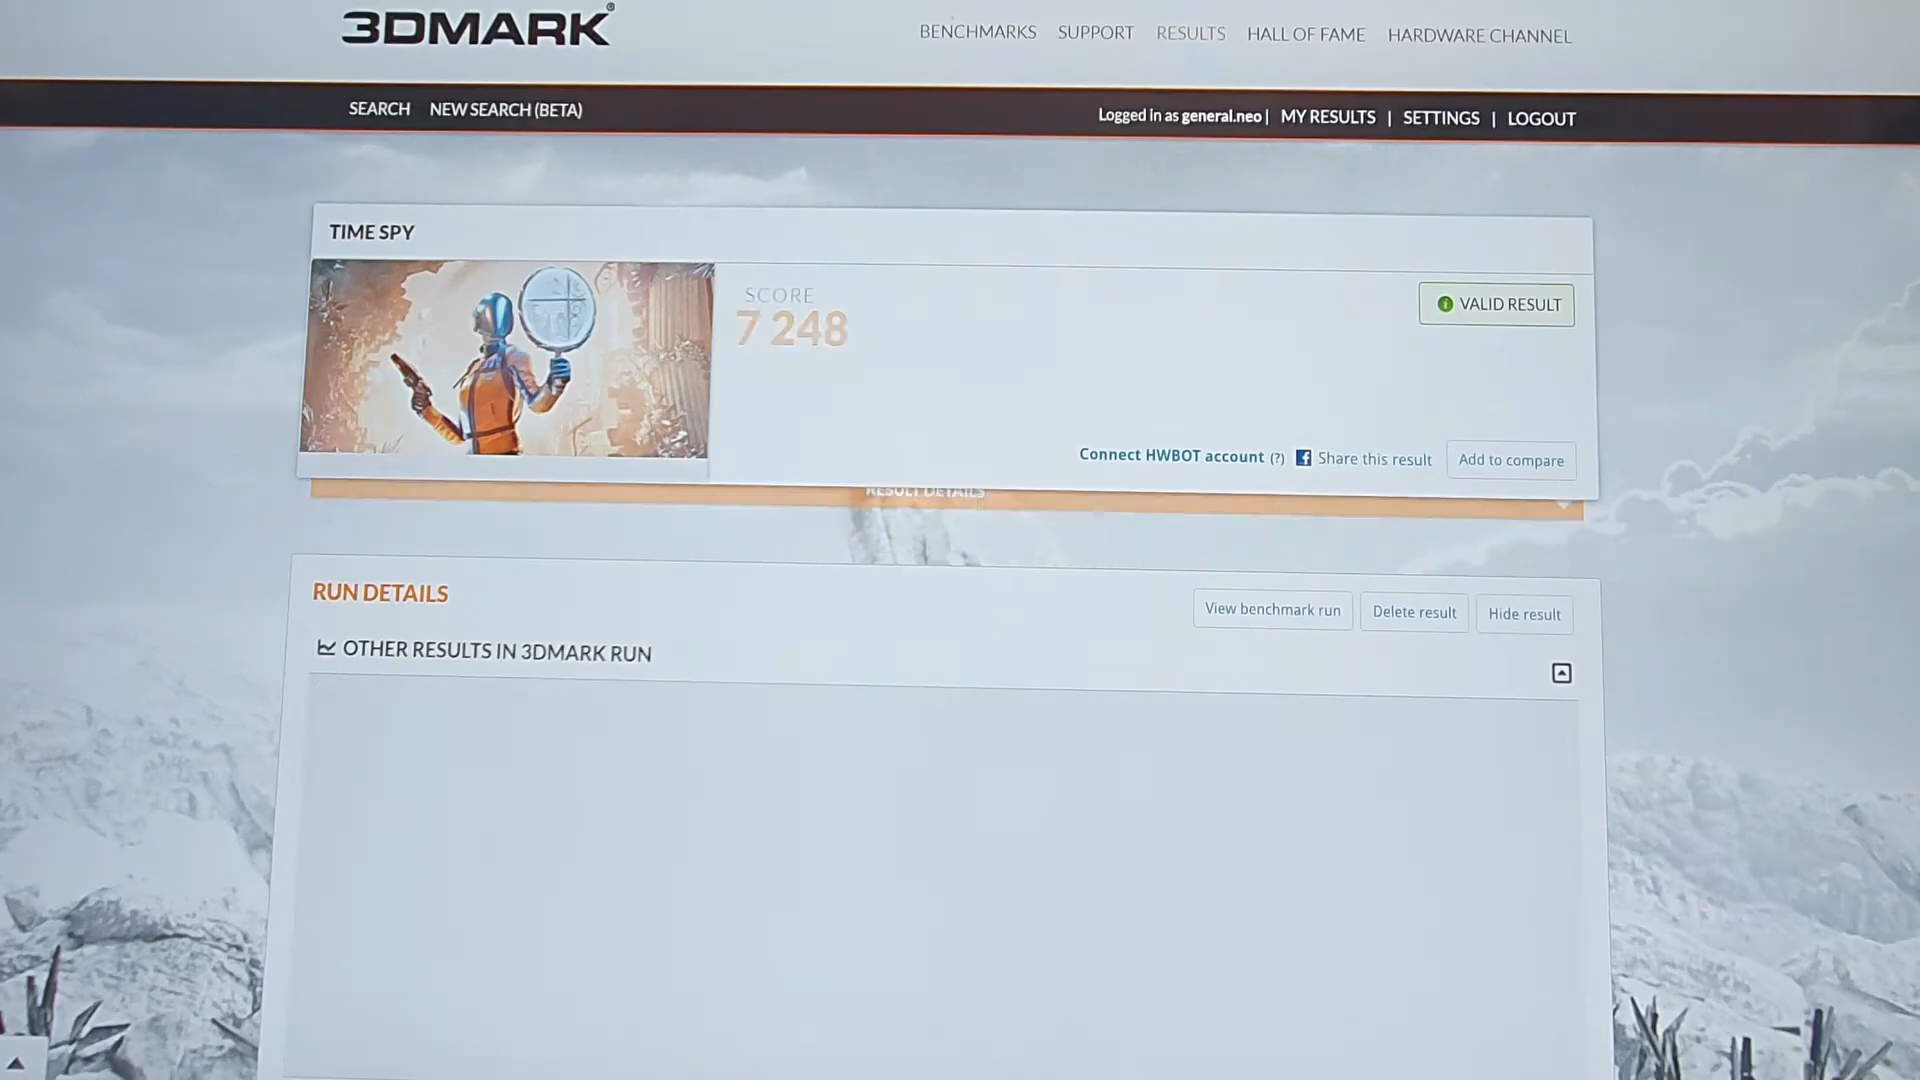 3DMARK®
BENCHMARKS SUPPORT RESULTS HALL OF FAME HARDWARE CHANNEL
SEARCH NEW SEARCH (BETA)
Logged in as general.neo | MY RESULTS | SETTINGS | LOGOUT
TIME SPY
SCORE
7 248
VALID RESULT
Connect HWBOT account (?) Share this result Add to compare
RESULT DETAILS
RUN DETAILS
View benchmark run Delete result Hide result
OTHER RESULTS IN 3DMARK RUN